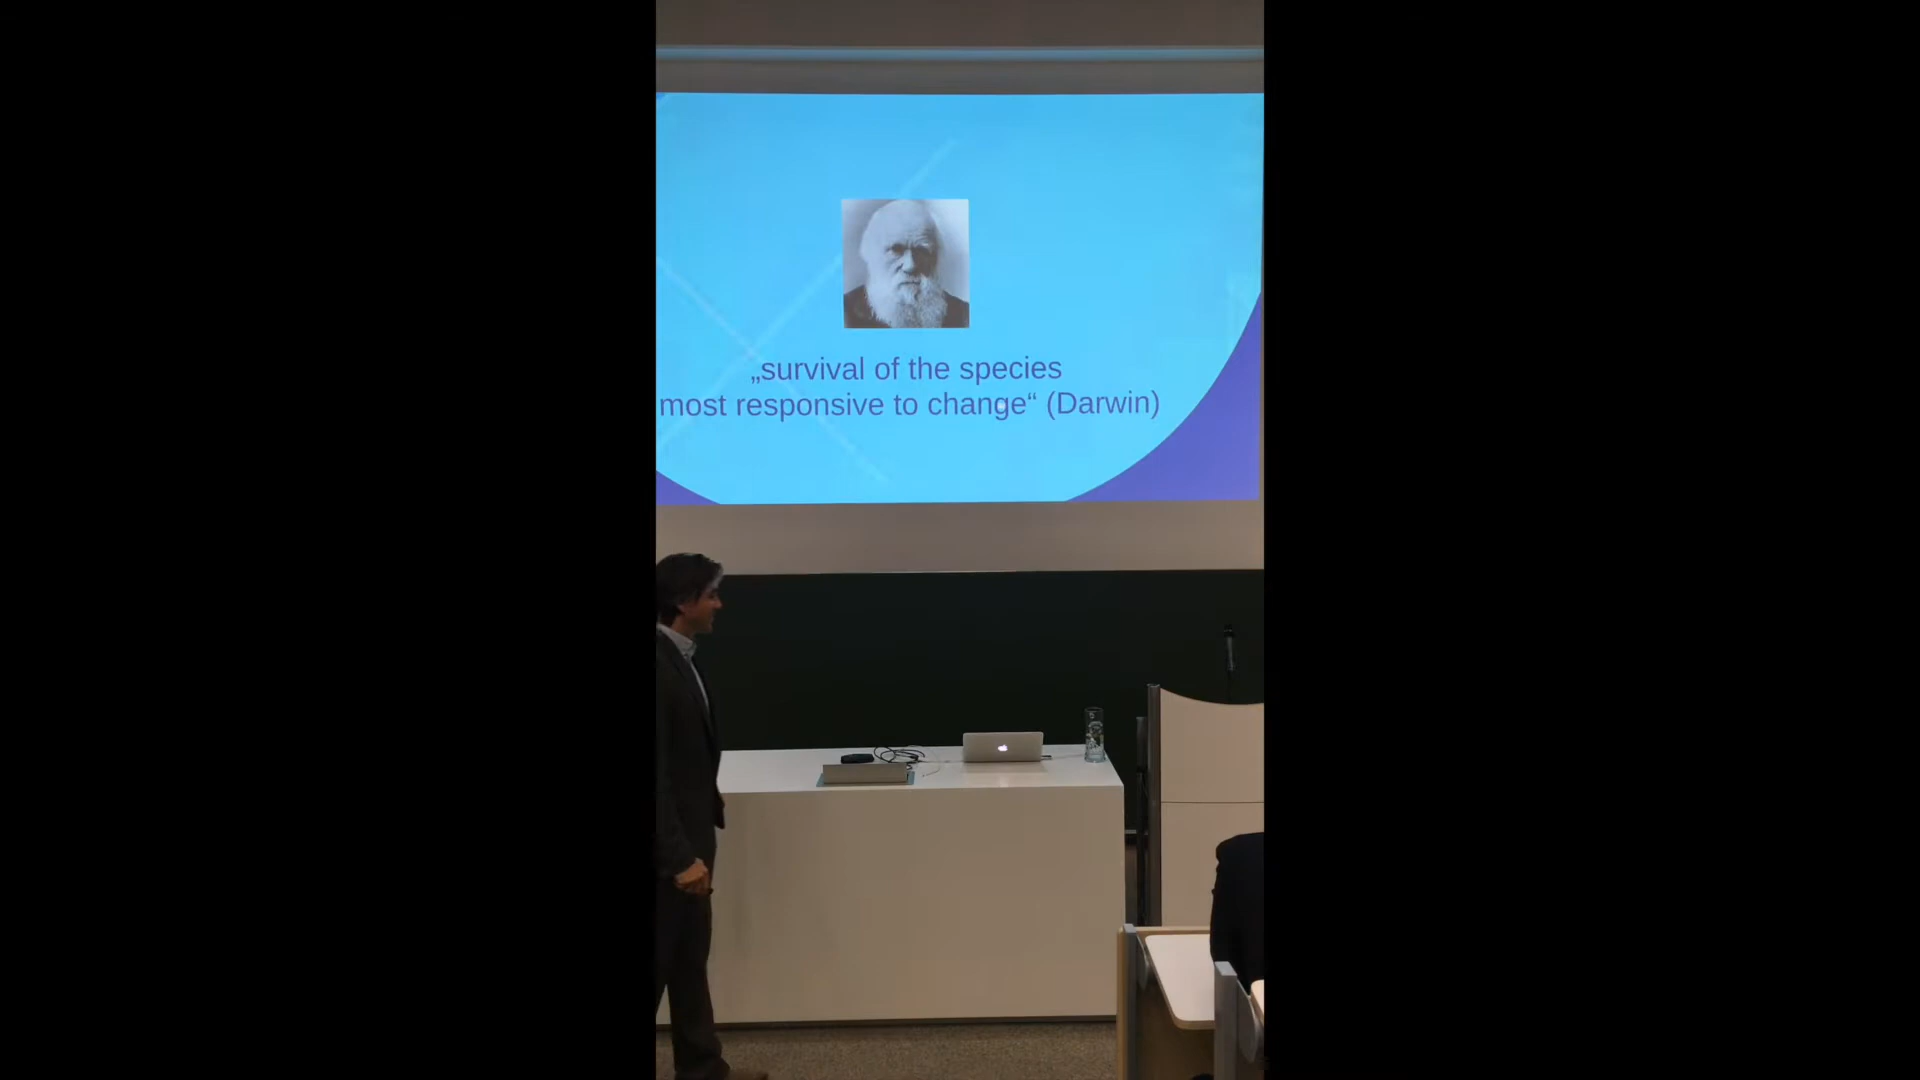 „survival of the species
most responsive to change“ (Darwin)